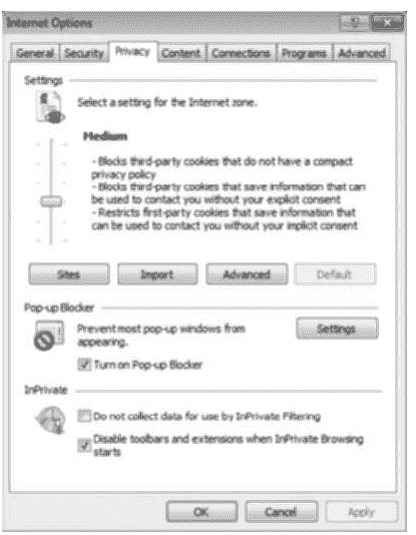 Internet Options
General Security Privacy Content Connections Programs Advanced
Settings
Select a setting for the Internet zone.
Medium
- Blocks third-party cookies that do not have a compact
privacy policy
- Blocks third-party cookies that save information that can
be used to contact you without your explicit consent
- Restricts first-party cookies that save information that
can be used to contact you without your implicit consent
Sites Import Advanced Default
Pop-up Blocker
Prevent most pop-up windows from
appearing.
Settings
Turn on Pop-up Blocker
InPrivate
Do not collect data for use by InPrivate Filtering
Disable toolbars and extensions when InPrivate Browsing
starts
OK Cancel Apply